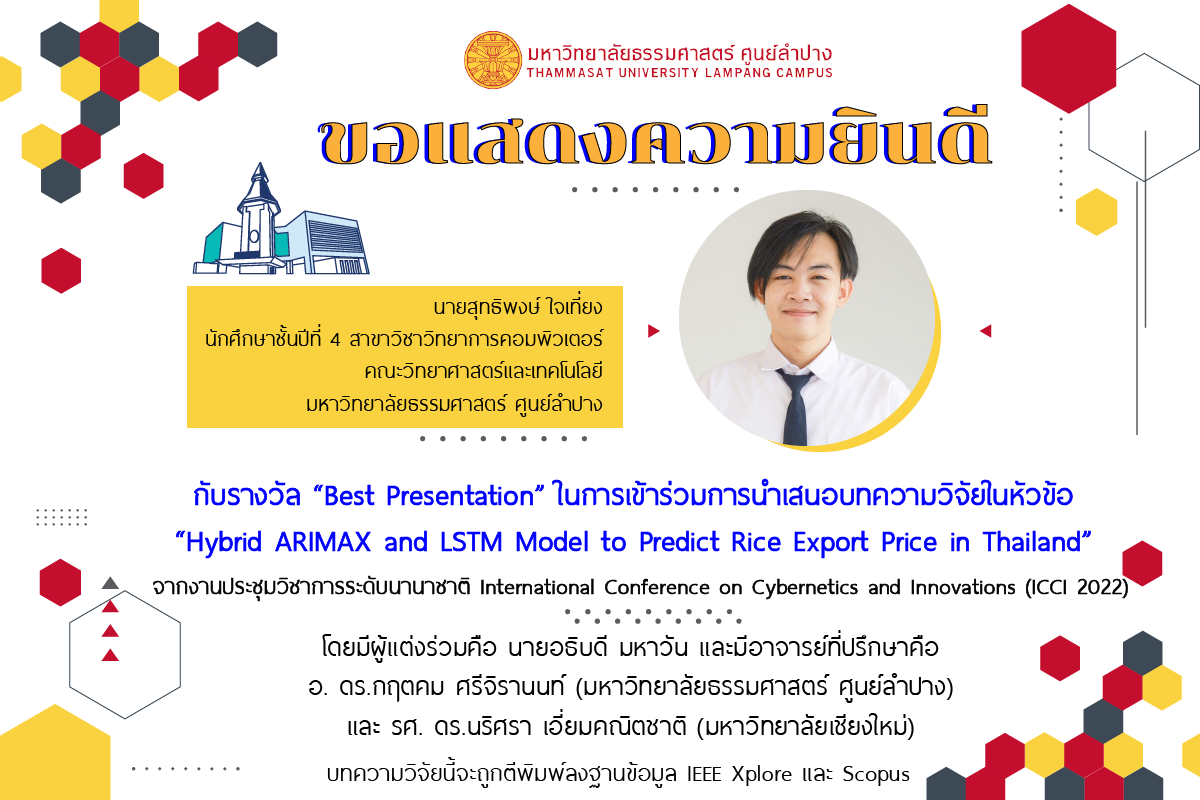 มหาวิทยาลัยธรรมศาสตร์ ศูนย์ลำปาง
THAMMASAT UNIVERSITY LAMPANG CAMPUS
ขอแสดงความยินดี
นายสุทธิพงษ์ ใจเที่ยง
นักศึกษาชั้นปีที่ 4 สาขาวิชาวิทยาการคอมพิวเตอร์
คณะวิทยาศาสตร์และเทคโนโลยี
มหาวิทยาลัยธรรมศาสตร์ ศูนย์ลำปาง
กับรางวัล “Best Presentation” ในการเข้าร่วมการนำเสนอบทความวิจัยในหัวข้อ
“Hybrid ARIMAX and LSTM Model to Predict Rice Export Price in Thailand”
จากงานประชุมวิชาการระดับนานาชาติ International Conference on Cybernetics and Innovations (ICCI 2022)
โดยมีผู้แต่งร่วมคือ นายอธิบดี มหาวัน และมีอาจารย์ที่ปรึกษาคือ
อ. ดร.กฤตคม ศรีจิรานนท์ (มหาวิทยาลัยธรรมศาสตร์ ศูนย์ลำปาง)
และ รศ. ดร.นริศรา เอี่ยมคณิตชาติ (มหาวิทยาลัยเชียงใหม่)
บทความวิจัยนี้จะถูกตีพิมพ์ลงฐานข้อมูล IEEE Xplore และ Scopus